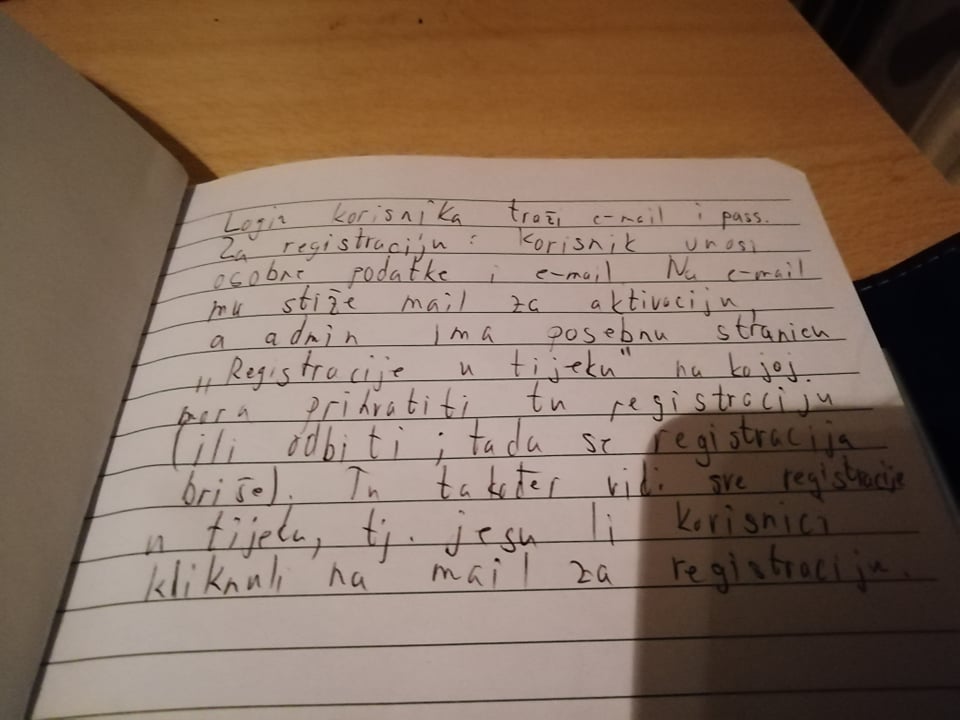 Login korisnika traži e-mail i pass.
Za registraciju: korisnik unosi
osobne podatke i e-mail. Na e-mail
mu stiže mail za aktivaciju,
a admin ima posebnu stranicu
"Registracije u tijeku" na kojoj
mora prihvatiti tu registraciju
(ili odbiti; tada se registracija
briše). Tu također vidi sve registracije
u tijeku, tj. jesu li korisnici
kliknuli na mail za registraciju.